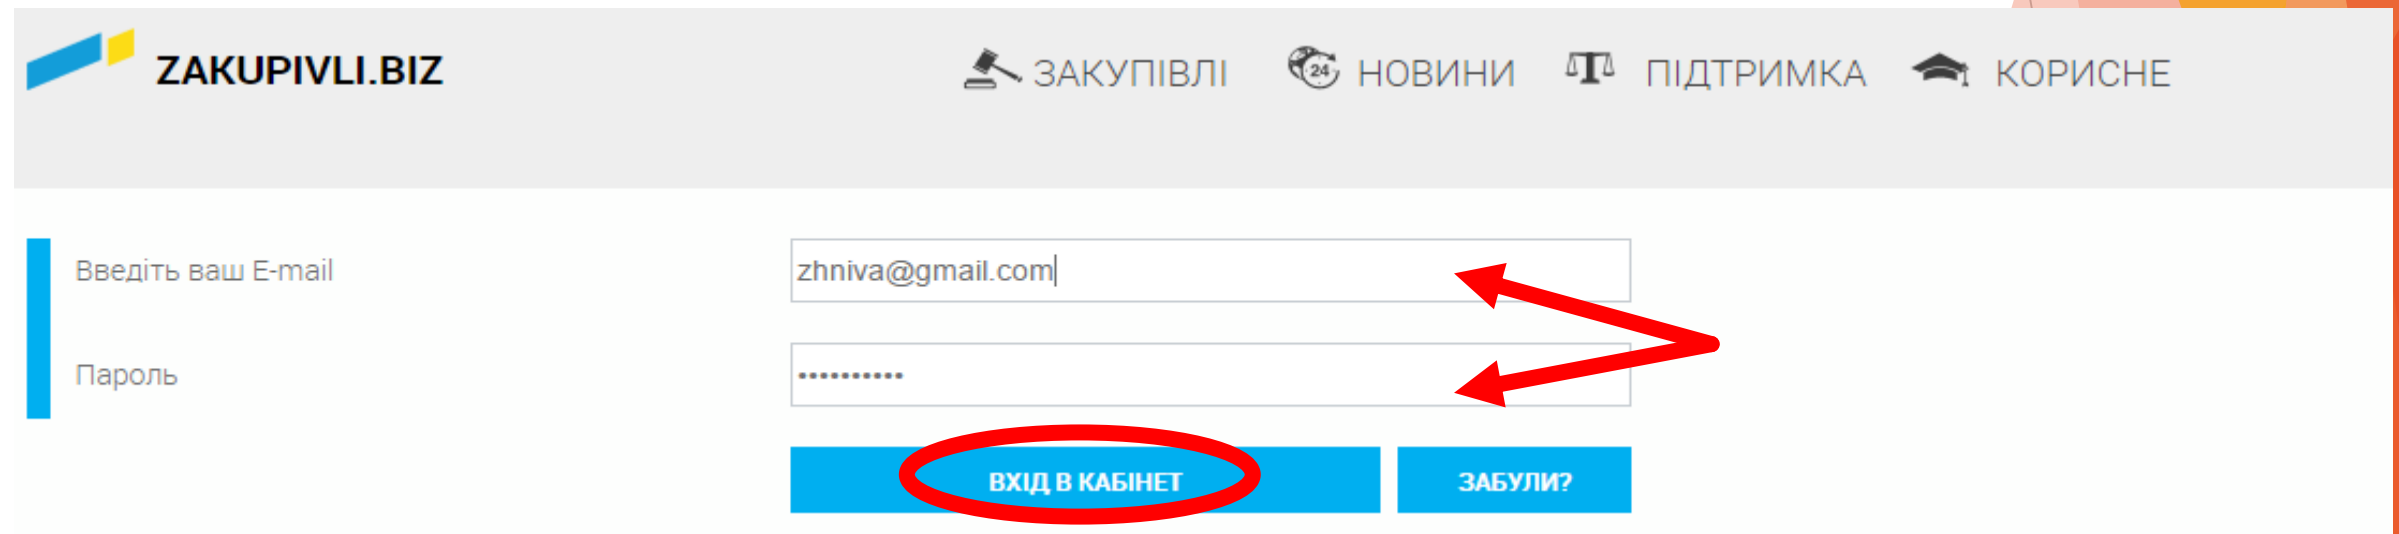 ZAKUPIVLI.BIZ
ЗАКУПІВЛІ 24 НОВИНИ ПІДТРИМКА КОРИСНЕ
Введіть ваш E-mail zhniva@gmail.com
Пароль ••••••••••
ВХІД В КАБІНЕТ ЗАБУЛИ?